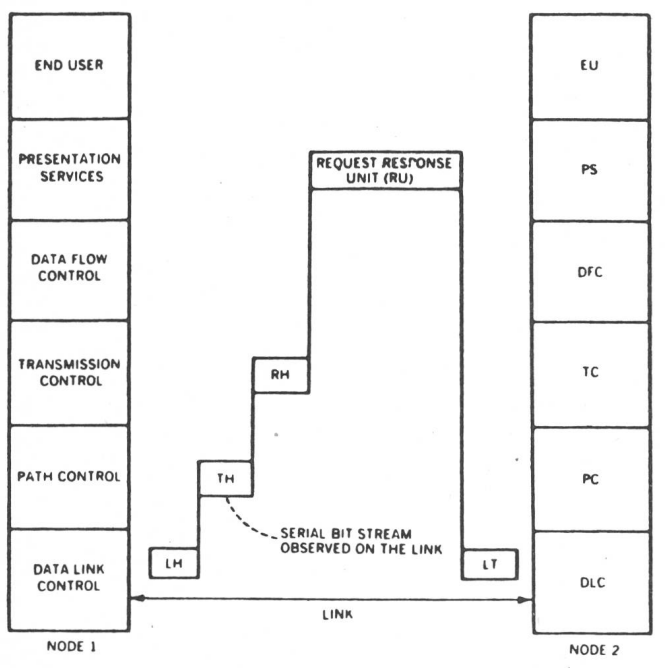 END USER
PRESENTATION
SERVICES
DATA FLOW
CONTROL
TRANSMISSION
CONTROL
PATH CONTROL
DATA LINK
CONTROL
NODE 1
REQUEST RESPONSE
UNIT (RU)
RH
TH
SERIAL BIT STREAM
OBSERVED ON THE LINK
LH
LT
LINK
EU
PS
DFC
TC
PC
DLC
NODE 2